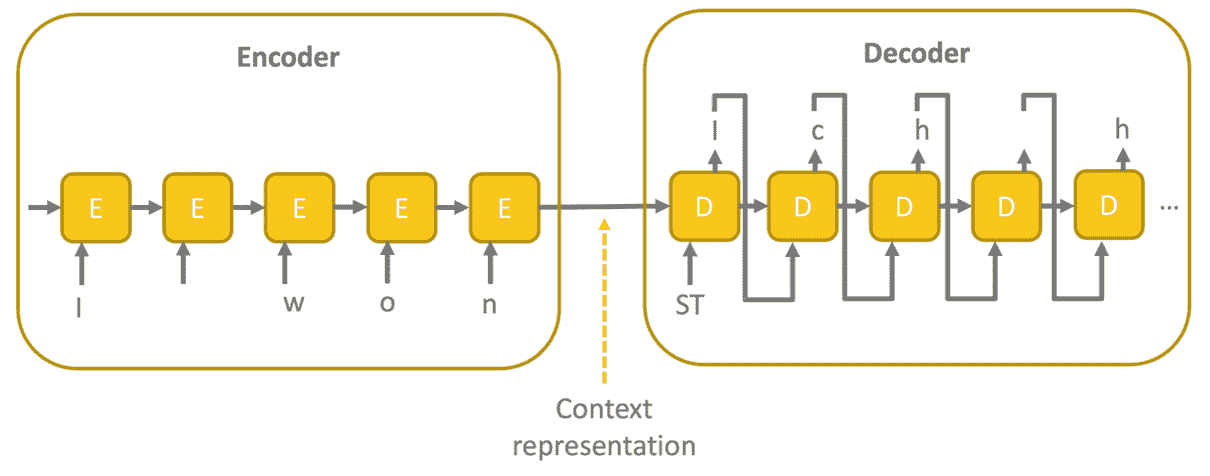 Encoder
Decoder
I c h h
E E E E E
D D D D D ...
I w o n
ST
Context
representation